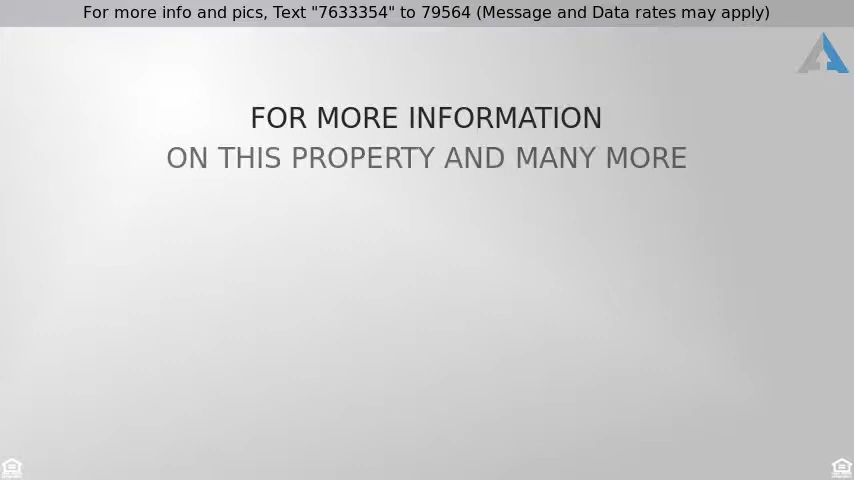 For more info and pics, Text "7633354" to 79564 (Message and Data rates may apply)
FOR MORE INFORMATION
ON THIS PROPERTY AND MANY MORE